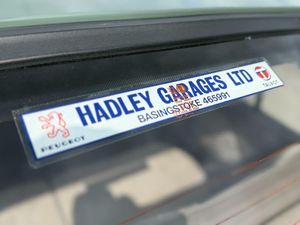 HADLEY GARAGES LTD
BASINGSTOKE 465991
PEUGEOT
TALBOT